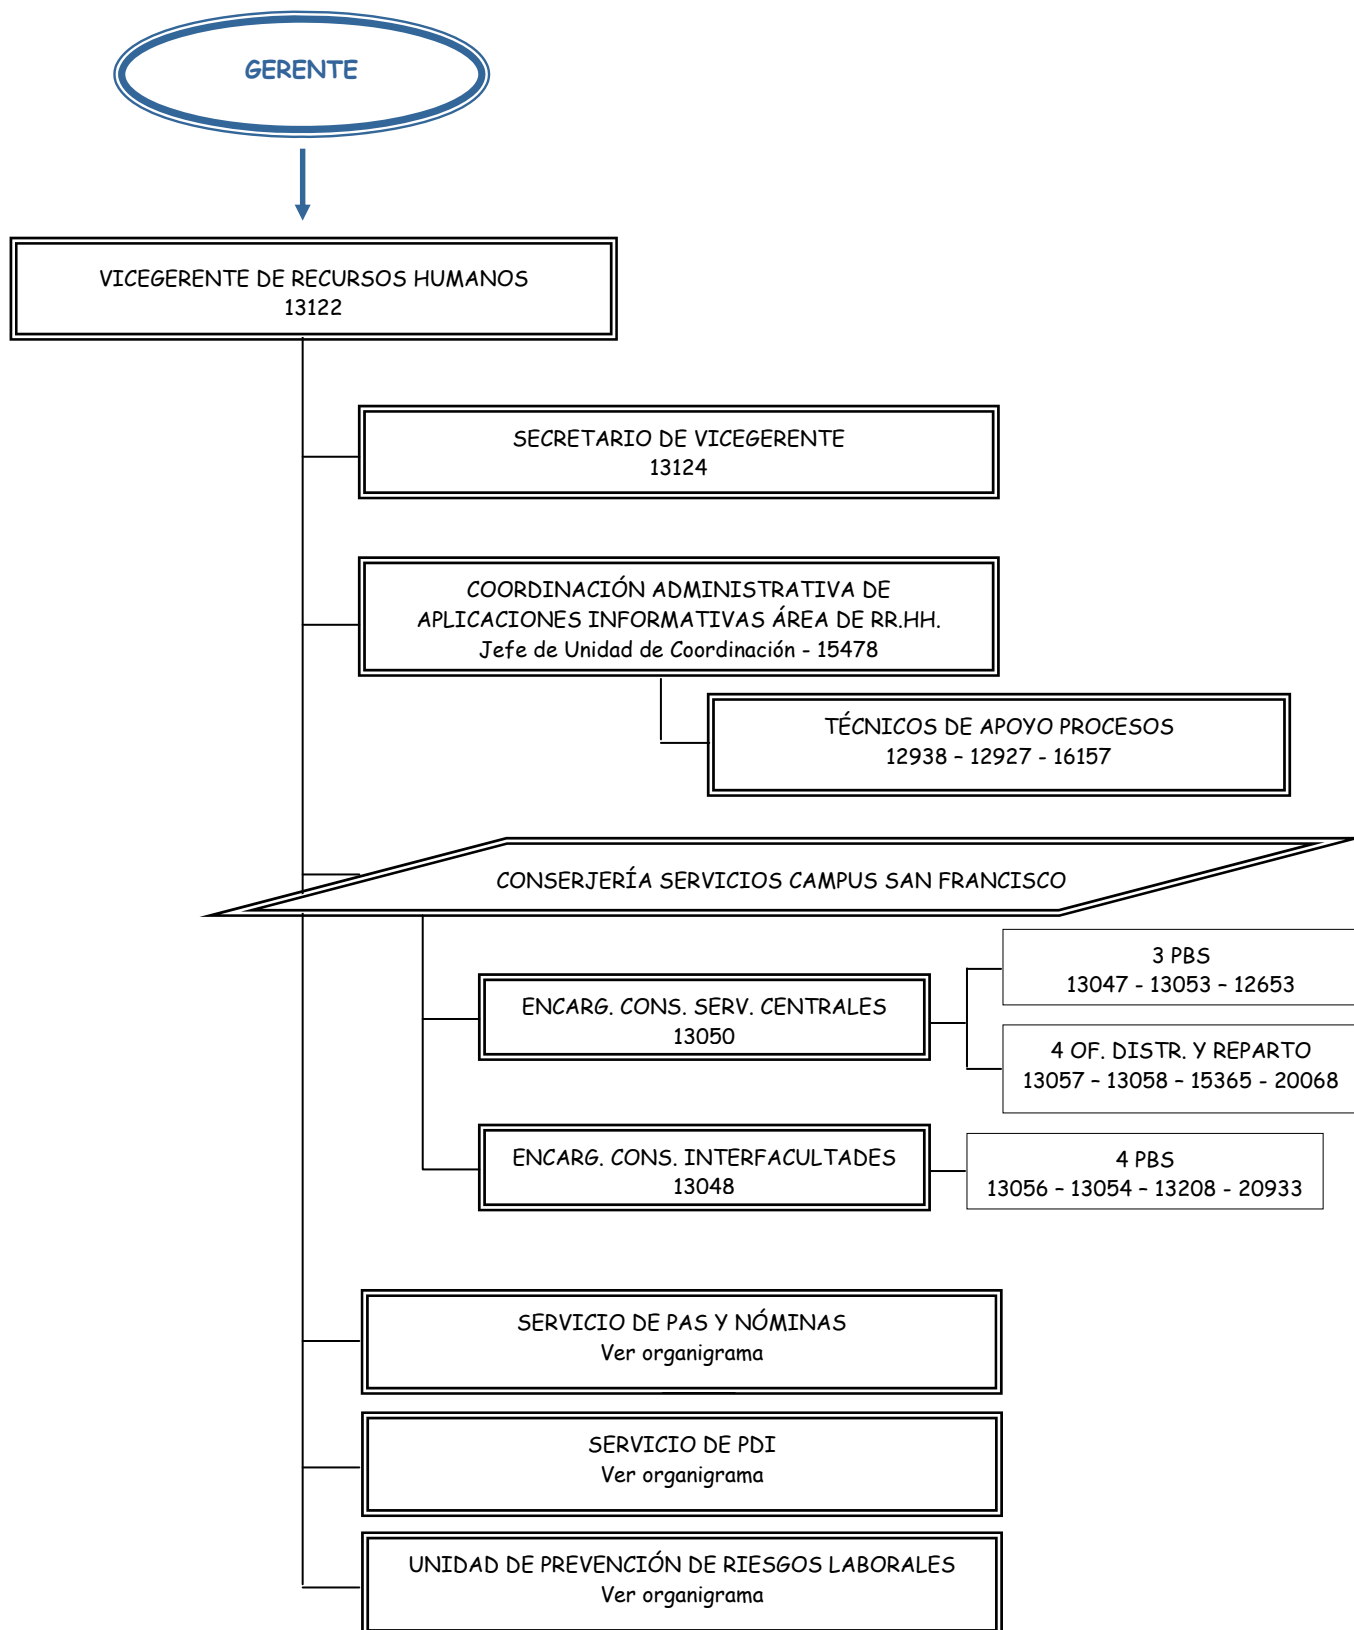 GERENTE
VICEGERENTE DE RECURSOS HUMANOS
13122
SECRETARIO DE VICEGERENTE
13124
COORDINACIÓN ADMINISTRATIVA DE
APLICACIONES INFORMATIVAS ÁREA DE RR.HH.
Jefe de Unidad de Coordinación - 15478
TÉCNICOS DE APOYO PROCESOS
12938 – 12927 - 16157
CONSERJERÍA SERVICIOS CAMPUS SAN FRANCISCO
ENCARG. CONS. SERV. CENTRALES
13050
3 PBS
13047 - 13053 – 12653
4 OF. DISTR. Y REPARTO
13057 – 13058 – 15365 - 20068
ENCARG. CONS. INTERFACULTADES
13048
4 PBS
13056 – 13054 – 13208 - 20933
SERVICIO DE PAS Y NÓMINAS
Ver organigrama
SERVICIO DE PDI
Ver organigrama
UNIDAD DE PREVENCIÓN DE RIESGOS LABORALES
Ver organigrama